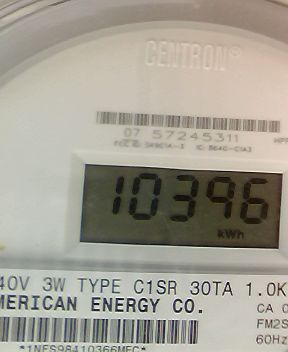 CENTRON®
07 57245311
10396
kWh
40V 3W TYPE C1SR 30TA 1.0K
MERICAN ENERGY CO.
CA 0
FM2S
60Hz
*1NES98410366MEC*